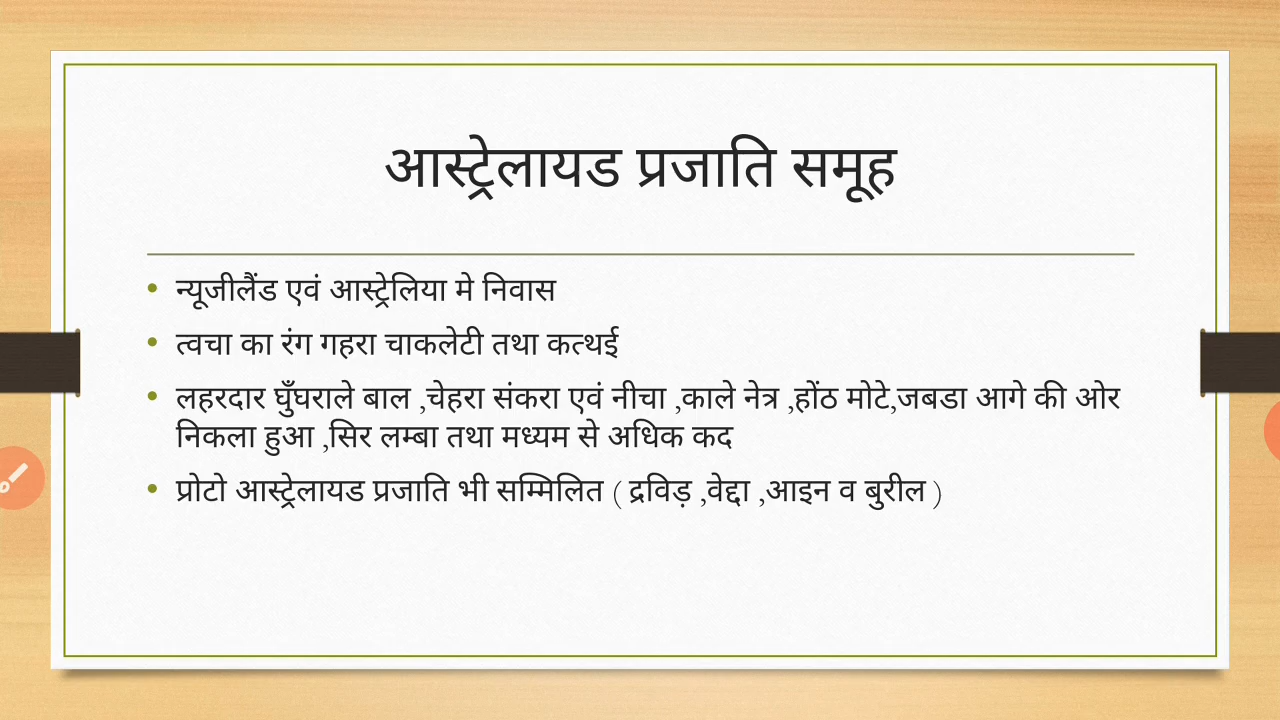 आस्ट्रेलायड प्रजाति समूह
• न्यूजीलैंड एवं आस्ट्रेलिया मे निवास
• त्वचा का रंग गहरा चाकलेटी तथा कत्थई
• लहरदार घुँघराले बाल ,चेहरा संकरा एवं नीचा ,काले नेत्र ,होंठ मोटे,जबडा आगे की ओर
निकला हुआ ,सिर लम्बा तथा मध्यम से अधिक कद
• प्रोटो आस्ट्रेलायड प्रजाति भी सम्मिलित ( द्रविड़ ,वेद्दा ,आइन व बुरील )